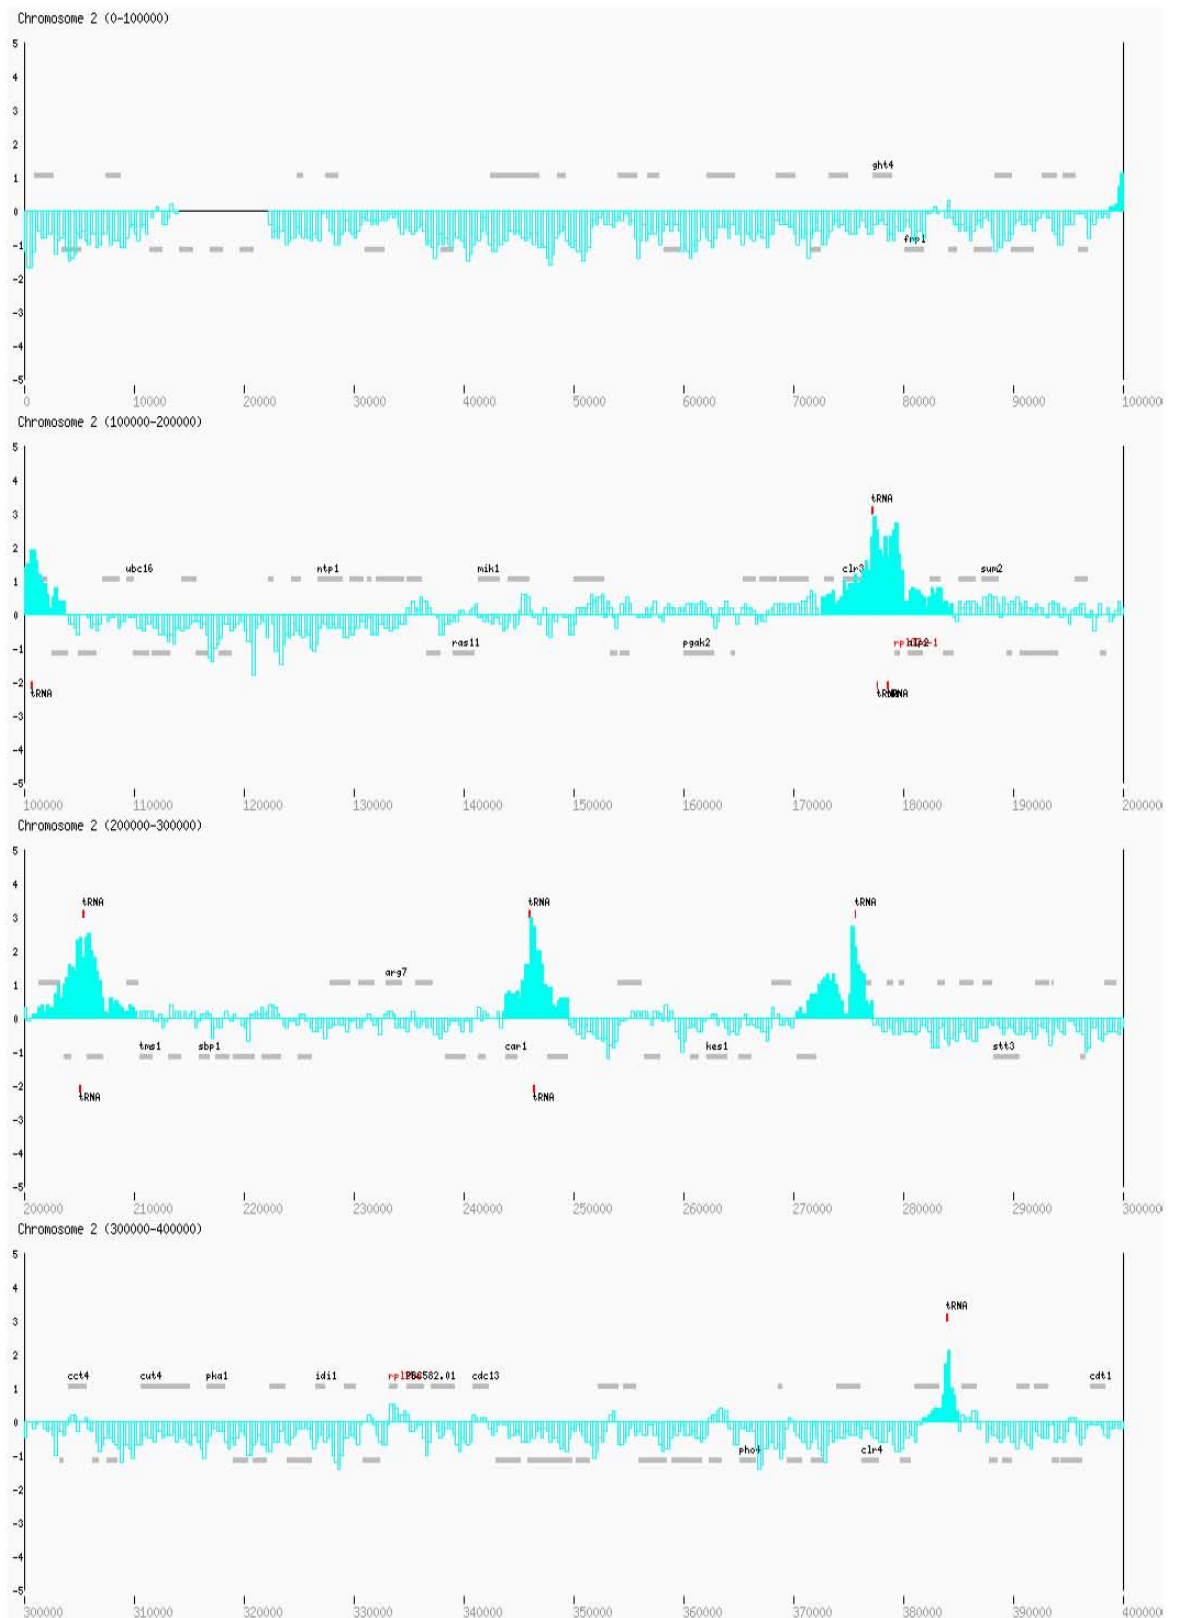 Chromosome 2 (0-100000)
5
4
3
2
ght4
1
0
frp1
-1
-2
-3
-4
-5
0 10000 20000 30000 40000 50000 60000 70000 80000 90000 100000
Chromosome 2 (100000-200000)
5
4
tRNA
3
2
ubc16 ntp1 mik1 clr3 sum2
1
0
ras11 pgak2
-1
-2
tRNA
-3
-4
-5
100000 110000 120000 130000 140000 150000 160000 170000 180000 190000 200000
Chromosome 2 (200000-300000)
5
4
tRNA tRNA tRNA
3
2
arg7
1
0
tms1 sbp1 car1 hes1 stt3
-1
-2
tRNA tRNA
-3
-4
-5
200000 210000 220000 230000 240000 250000 260000 270000 280000 290000 300000
Chromosome 2 (300000-400000)
5
4
tRNA
3
2
cct4 cut4 pka1 idi1 cdc13 cdt1
1
0
pho4 clr4
-1
-2
-3
-4
-5
300000 310000 320000 330000 340000 350000 360000 370000 380000 390000 400000